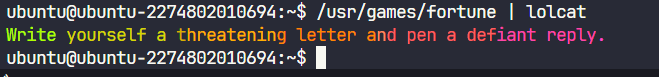 ubuntu@ubuntu-2274802010694:~$ /usr/games/fortune | lolcat
Write yourself a threatening letter and pen a defiant reply.
ubuntu@ubuntu-2274802010694:~$